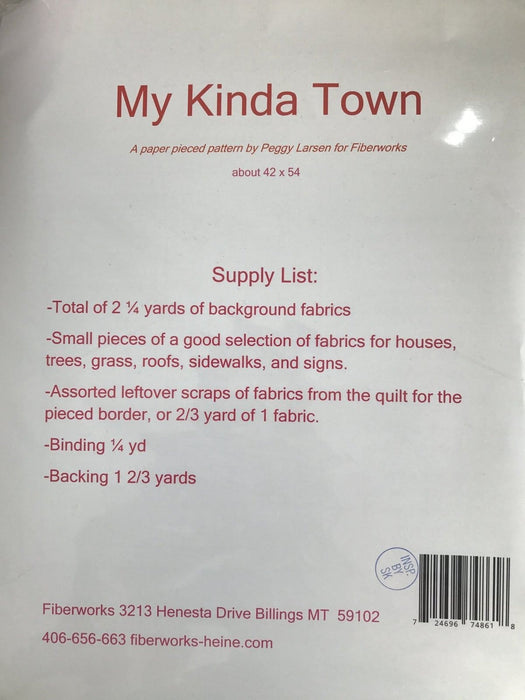 My Kinda Town
A paper pieced pattern by Peggy Larsen for Fiberworks
about 42 x 54
Supply List:
-Total of 2 ¼ yards of background fabrics
-Small pieces of a good selection of fabrics for houses,
trees, grass, roofs, sidewalks, and signs.
-Assorted leftover scraps of fabrics from the quilt for the
pieced border, or 2/3 yard of 1 fabric.
-Binding ¼ yd
-Backing 1 2/3 yards
INSP.
BY
SK
Fiberworks 3213 Henesta Drive Billings MT 59102
406-656-663 fiberworks-heine.com
7 24696 74861 8